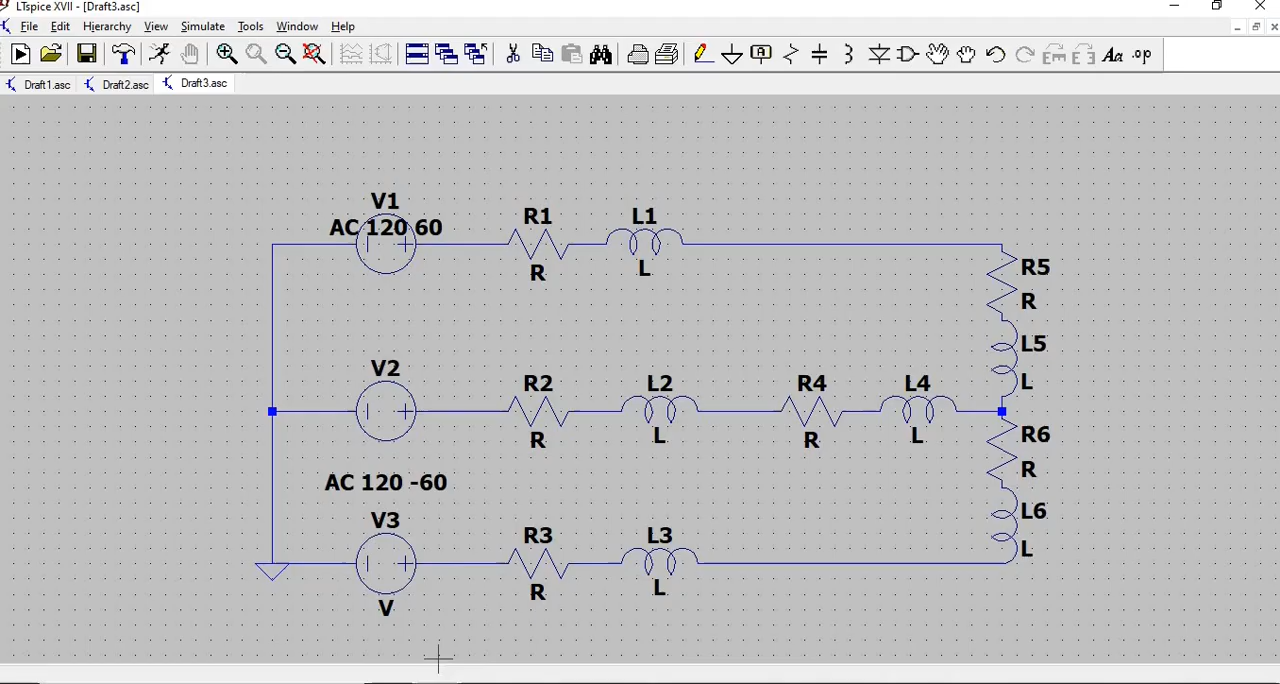 LTspice XVII - [Draft3.asc]
File Edit Hierarchy View Simulate Tools Window Help
A Aa .op
Draft1.asc Draft2.asc Draft3.asc
V1
AC 120 60
R1
R
L1
L
R5
R
L5
L
V2
AC 120 -60
R2
R
L2
L
R4
R
L4
L
R6
R
L6
L
V3
V
R3
R
L3
L